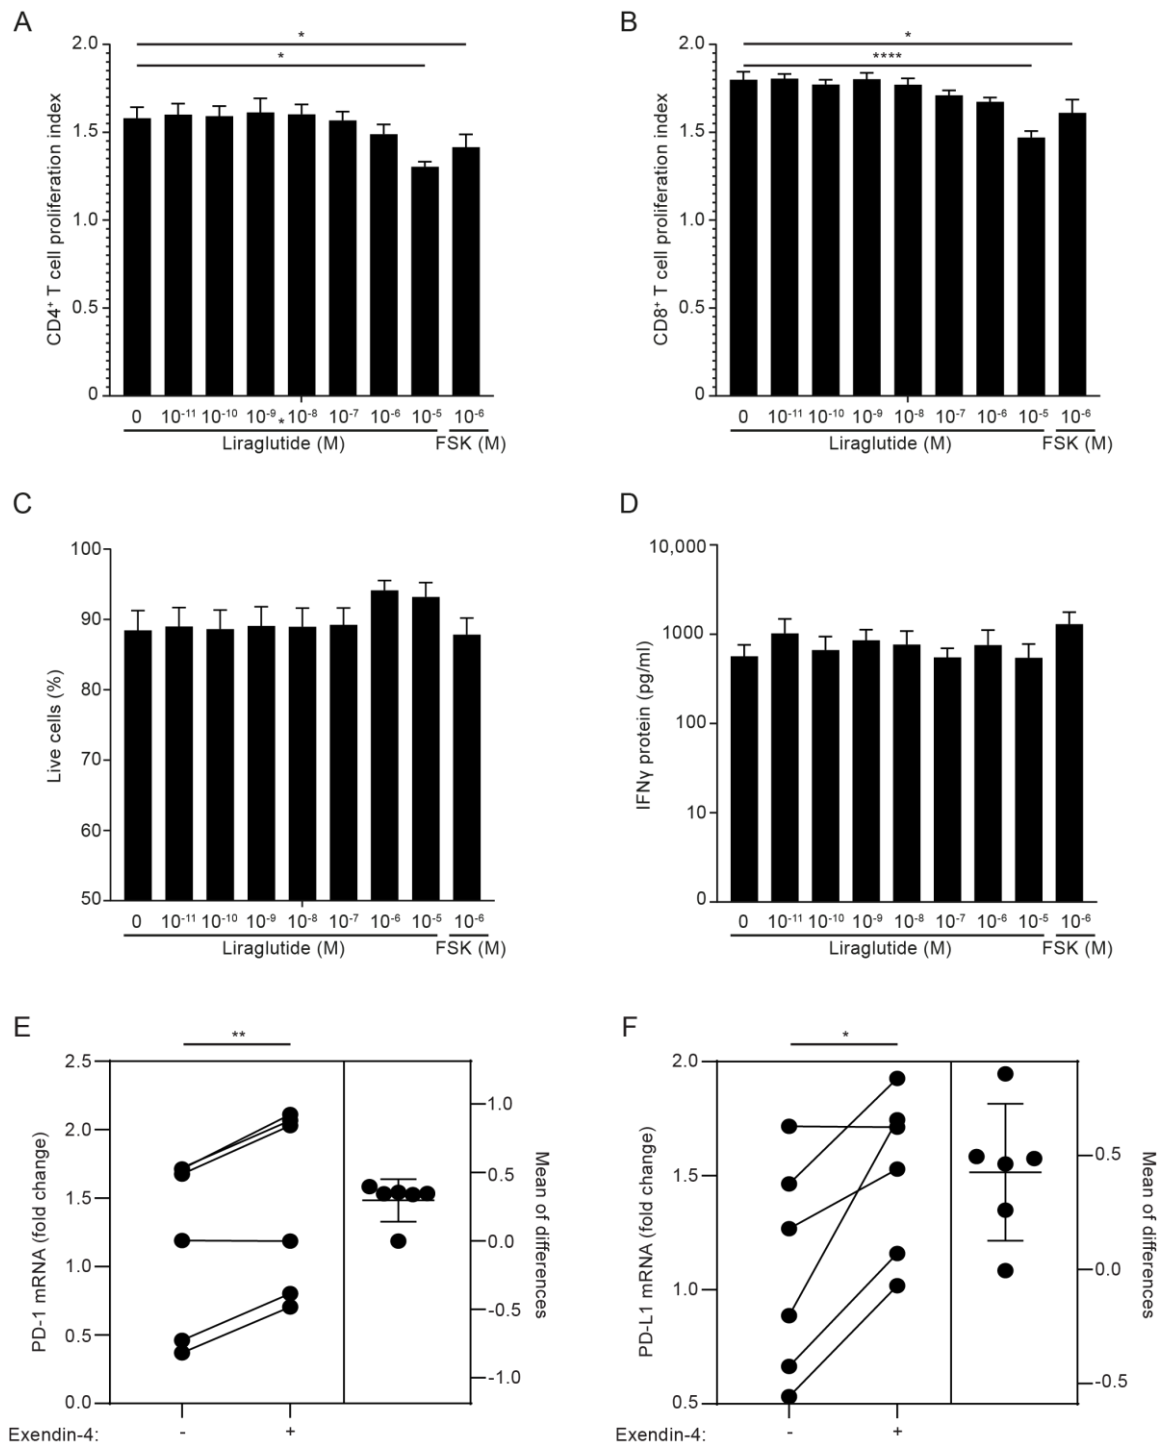 A
CD4⁺ T cell proliferation index
2.0
1.5
1.0
0.5
0
*
*
0 10⁻¹¹ 10⁻¹⁰ 10⁻⁹ 10⁻⁸ 10⁻⁷ 10⁻⁶ 10⁻⁵ 10⁻⁶
*
Liraglutide (M) FSK (M)
B
CD8⁺ T cell proliferation index
2.0
1.5
1.0
0.5
0
*
****
0 10⁻¹¹ 10⁻¹⁰ 10⁻⁹ 10⁻⁸ 10⁻⁷ 10⁻⁶ 10⁻⁵ 10⁻⁶
Liraglutide (M) FSK (M)
C
Live cells (%)
100
90
80
70
60
50
0 10⁻¹¹ 10⁻¹⁰ 10⁻⁹ 10⁻⁸ 10⁻⁷ 10⁻⁶ 10⁻⁵ 10⁻⁶
Liraglutide (M) FSK (M)
D
IFNγ protein (pg/ml)
10,000
1000
100
10
0
0 10⁻¹¹ 10⁻¹⁰ 10⁻⁹ 10⁻⁸ 10⁻⁷ 10⁻⁶ 10⁻⁵ 10⁻⁶
Liraglutide (M) FSK (M)
E
PD-1 mRNA (fold change)
2.5
2.0
1.5
1.0
0.5
0.0
**
1.0
0.5
0.0
-0.5
-1.0
Mean of differences
Exendin-4: - +
F
PD-L1 mRNA (fold change)
2.0
1.5
1.0
0.5
*
0.5
0.0
-0.5
Mean of differences
Exendin-4: - +